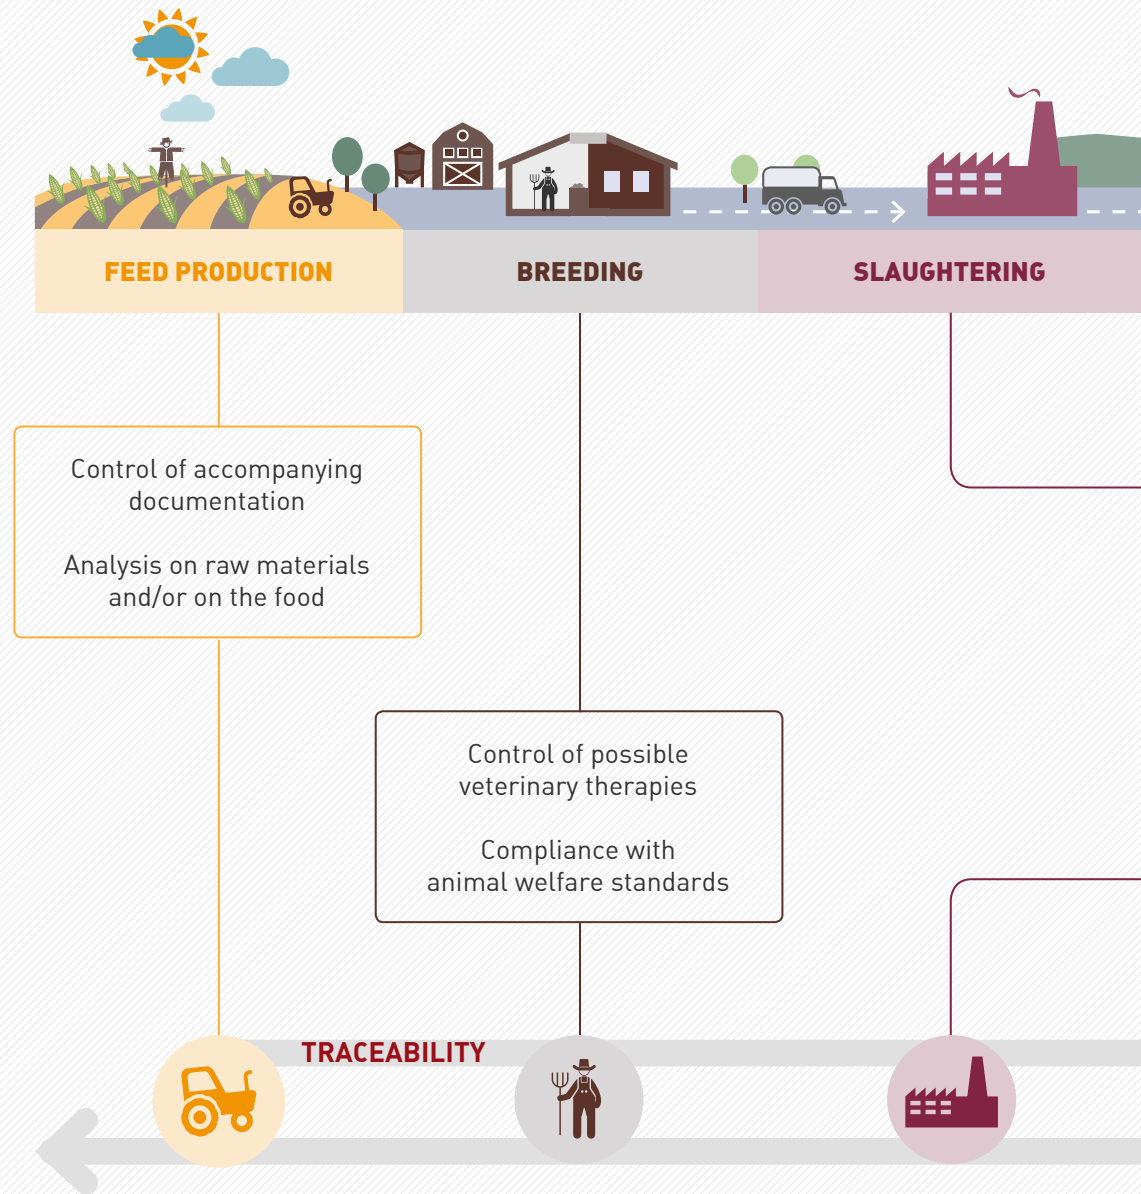 FEED PRODUCTION
BREEDING
SLAUGHTERING
Control of accompanying
documentation
Analysis on raw materials
and/or on the food
Control of possible
veterinary therapies
Compliance with
animal welfare standards
TRACEABILITY